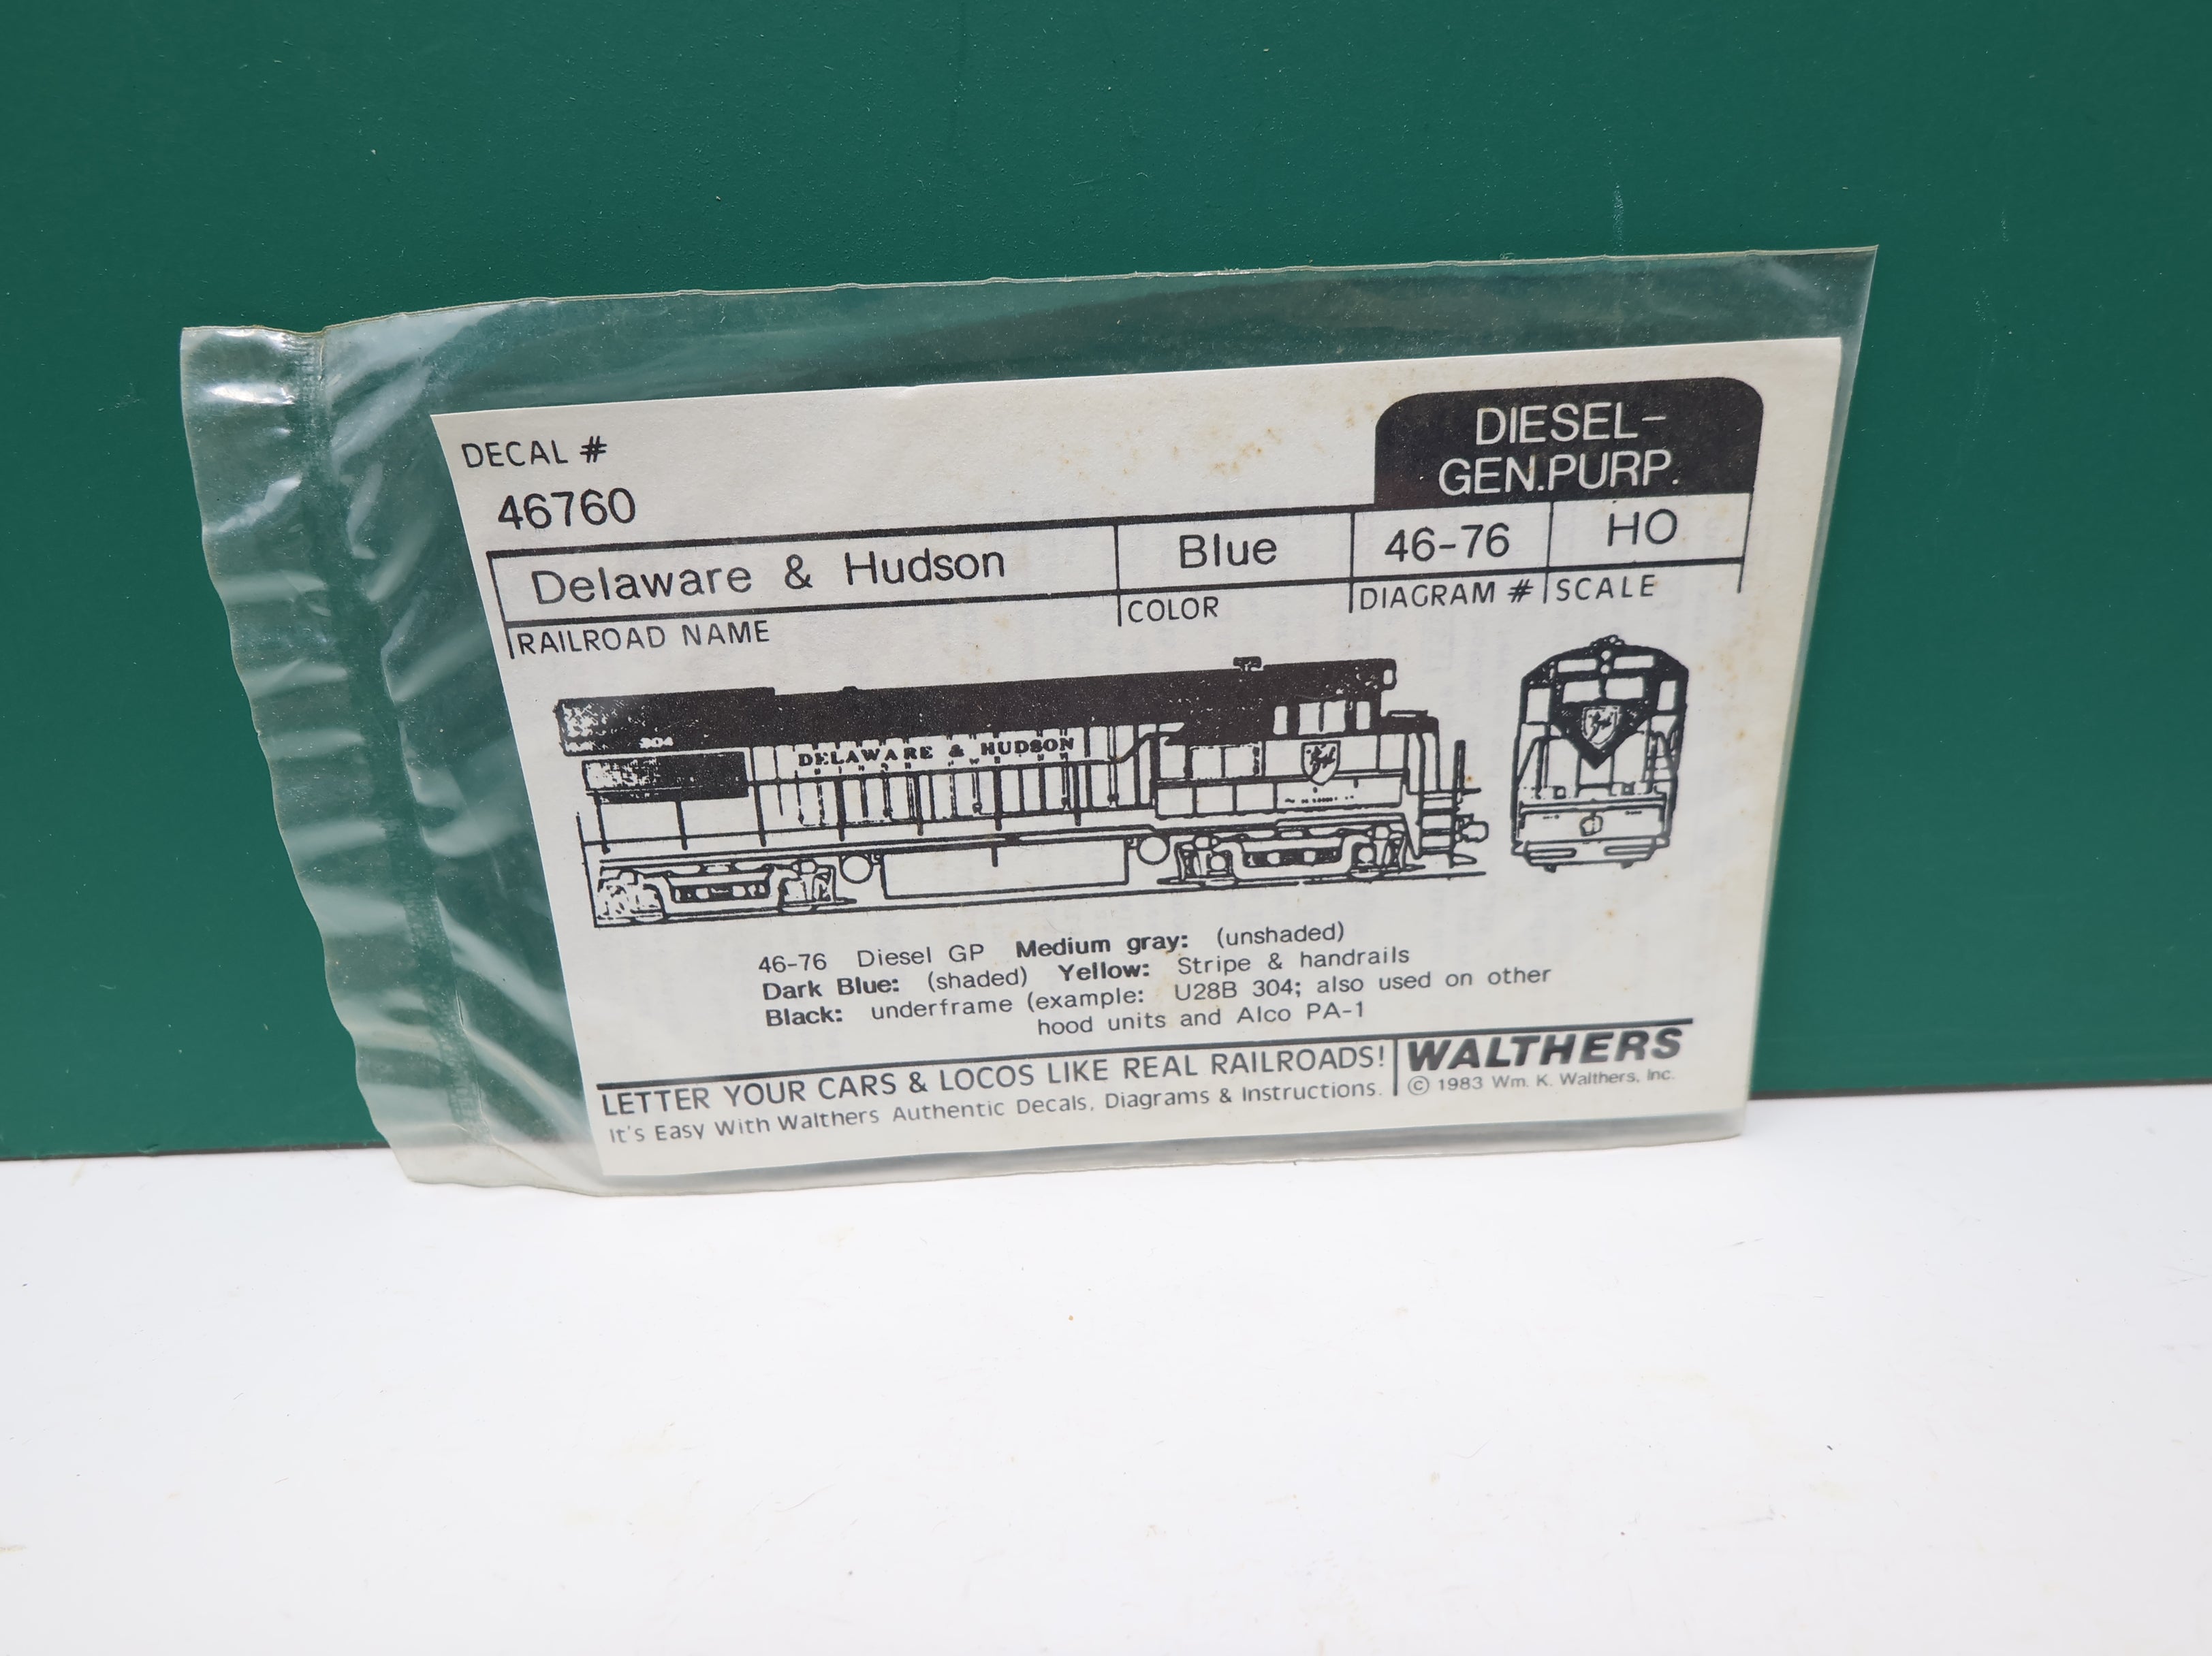 DECAL #
46760
DIESEL-
GEN.PURP.
Delaware & Hudson Blue 46-76 HO
RAILROAD NAME COLOR DIAGRAM # SCALE
304
DELAWARE & HUDSON
46-76 Diesel GP Medium gray: (unshaded)
Dark Blue: (shaded) Yellow: Stripe & handrails
Black: underframe (example: U28B 304; also used on other
hood units and Alco PA-1
LETTER YOUR CARS & LOCOS LIKE REAL RAILROADS!
It's Easy With Walthers Authentic Decals, Diagrams & Instructions.
WALTHERS
© 1983 Wm. K. Walthers, Inc.